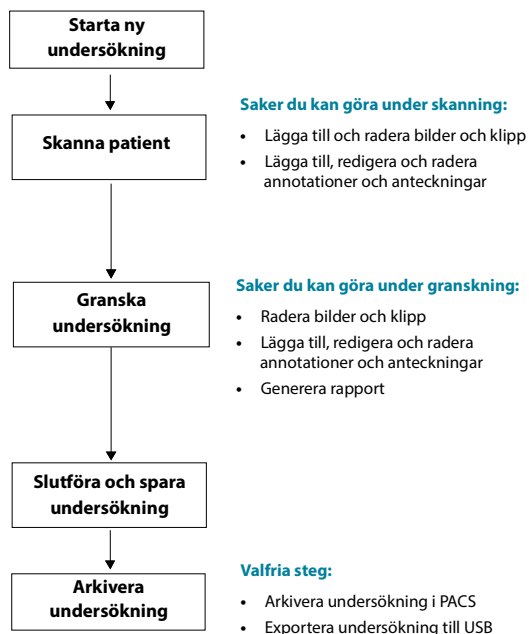 Starta ny
undersökning
Skanna patient
Saker du kan göra under skanning:
• Lägga till och radera bilder och klipp
• Lägga till, redigera och radera
annotationer och anteckningar
Granska
undersökning
Saker du kan göra under granskning:
• Radera bilder och klipp
• Lägga till, redigera och radera
annotationer och anteckningar
• Generera rapport
Slutföra och spara
undersökning
Arkivera
undersökning
Valfria steg:
• Arkivera undersökning i PACS
• Exportera undersökning till USB